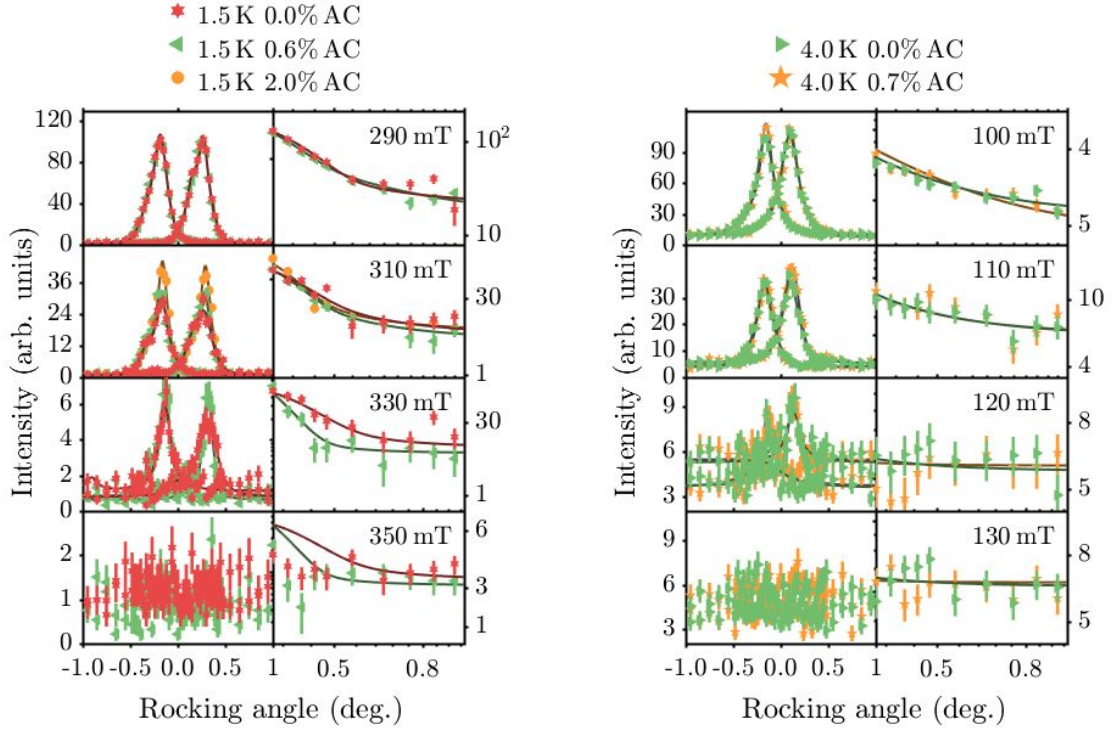 1.5 K 0.0% AC
1.5 K 0.6% AC
1.5 K 2.0% AC
120
80
40
0
290 mT
10²
10
36
24
12
0
310 mT
30
1
6
4
2
0
330 mT
30
1
2
1
0
350 mT
6
3
1
-1.0 -0.5 0.0 0.5 1 0.5 0.8
Rocking angle (deg.)
Intensity (arb. units)
4.0 K 0.0% AC
4.0 K 0.7% AC
90
60
30
0
100 mT
4
5
30
20
10
0
110 mT
10
4
9
6
3
120 mT
8
5
9
6
3
130 mT
8
5
-1.0 -0.5 0.0 0.5 1 0.5 0.8
Rocking angle (deg.)
Intensity (arb. units)